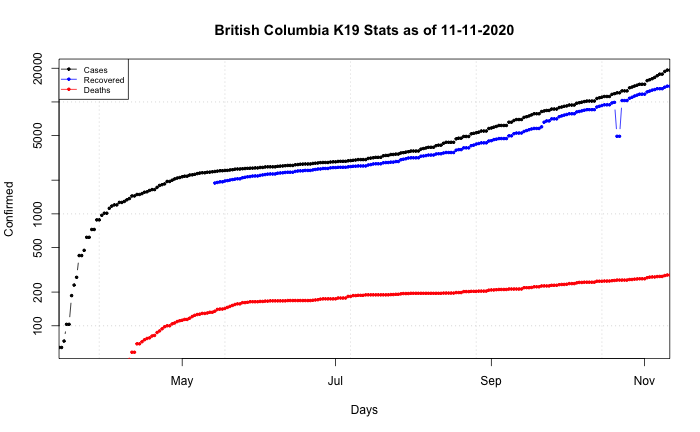 British Columbia K19 Stats as of 11-11-2020
Cases
Recovered
Deaths
Confirmed
20000
5000
1000
500
200
100
May
Jul
Sep
Nov
Days